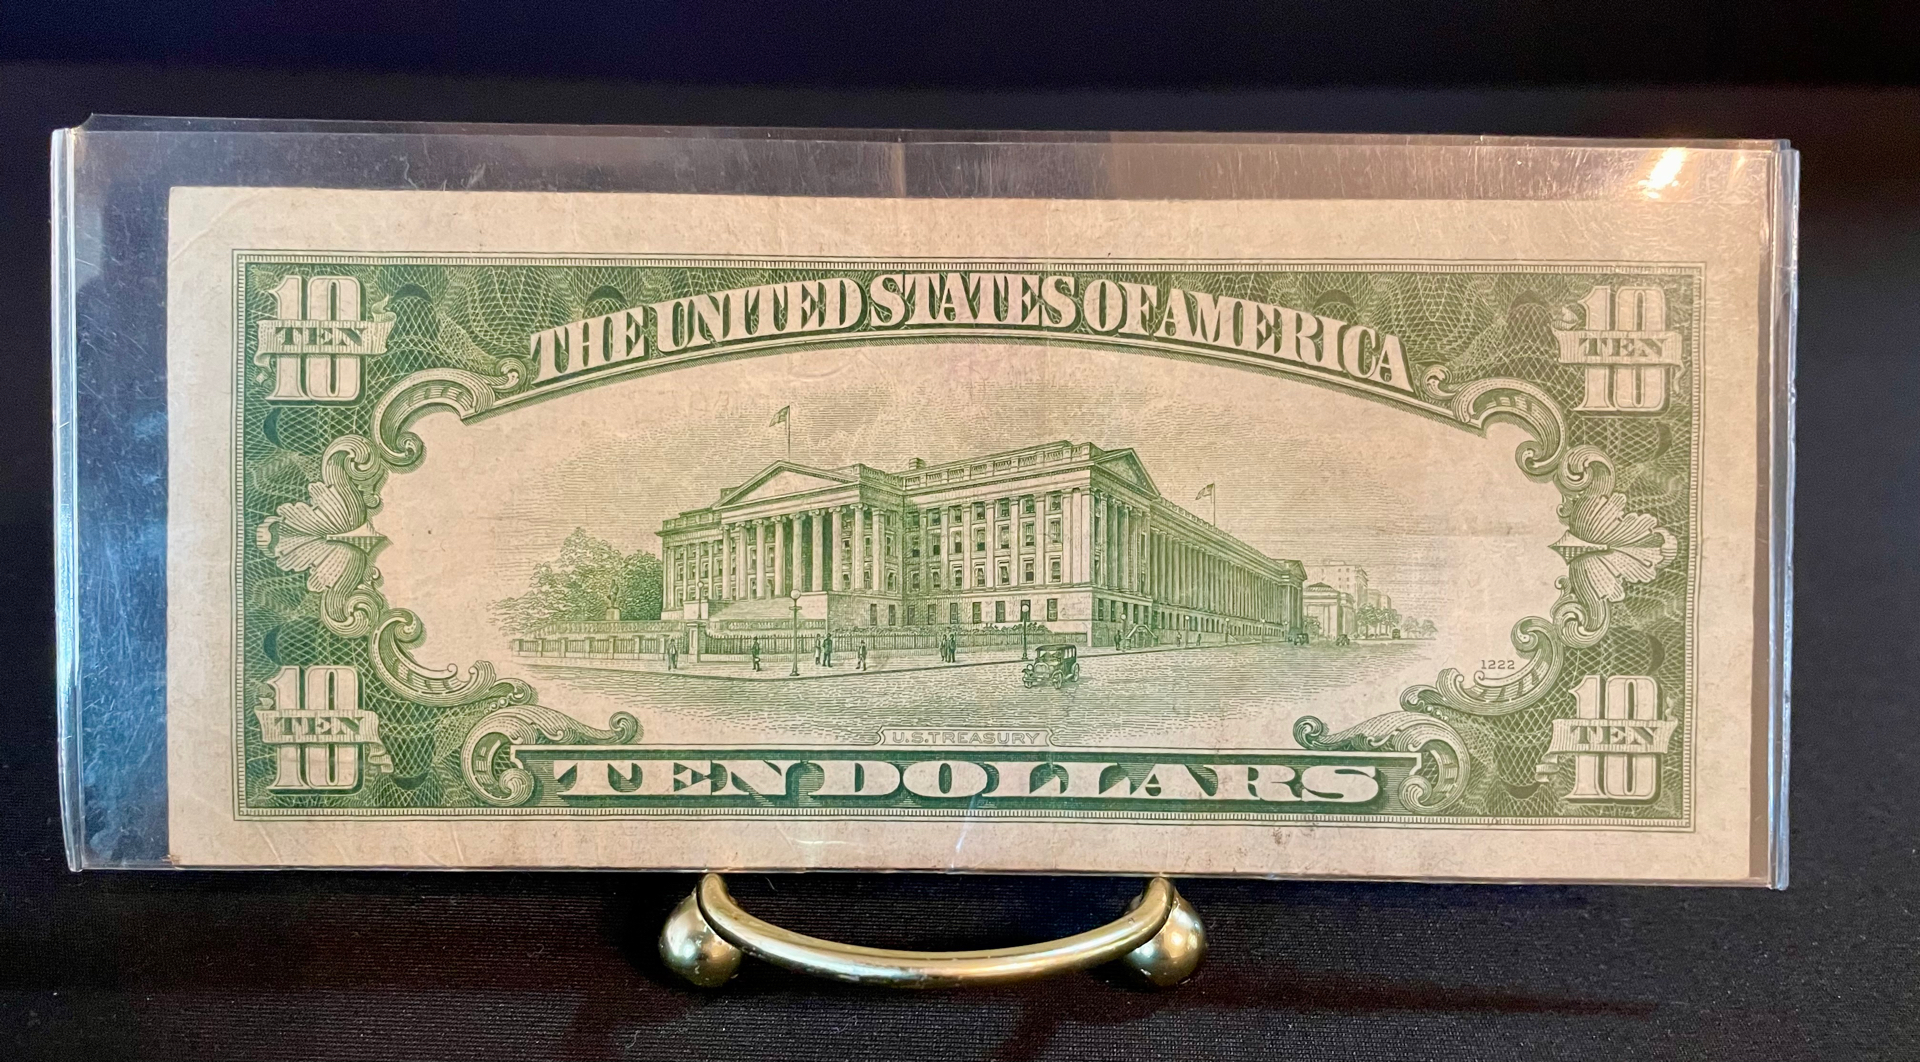 THE UNITED STATES OF AMERICA
10
TEN
10
10
TEN
10
1222
10
TEN
10
10
TEN
10
U.S. TREASURY
TEN DOLLARS